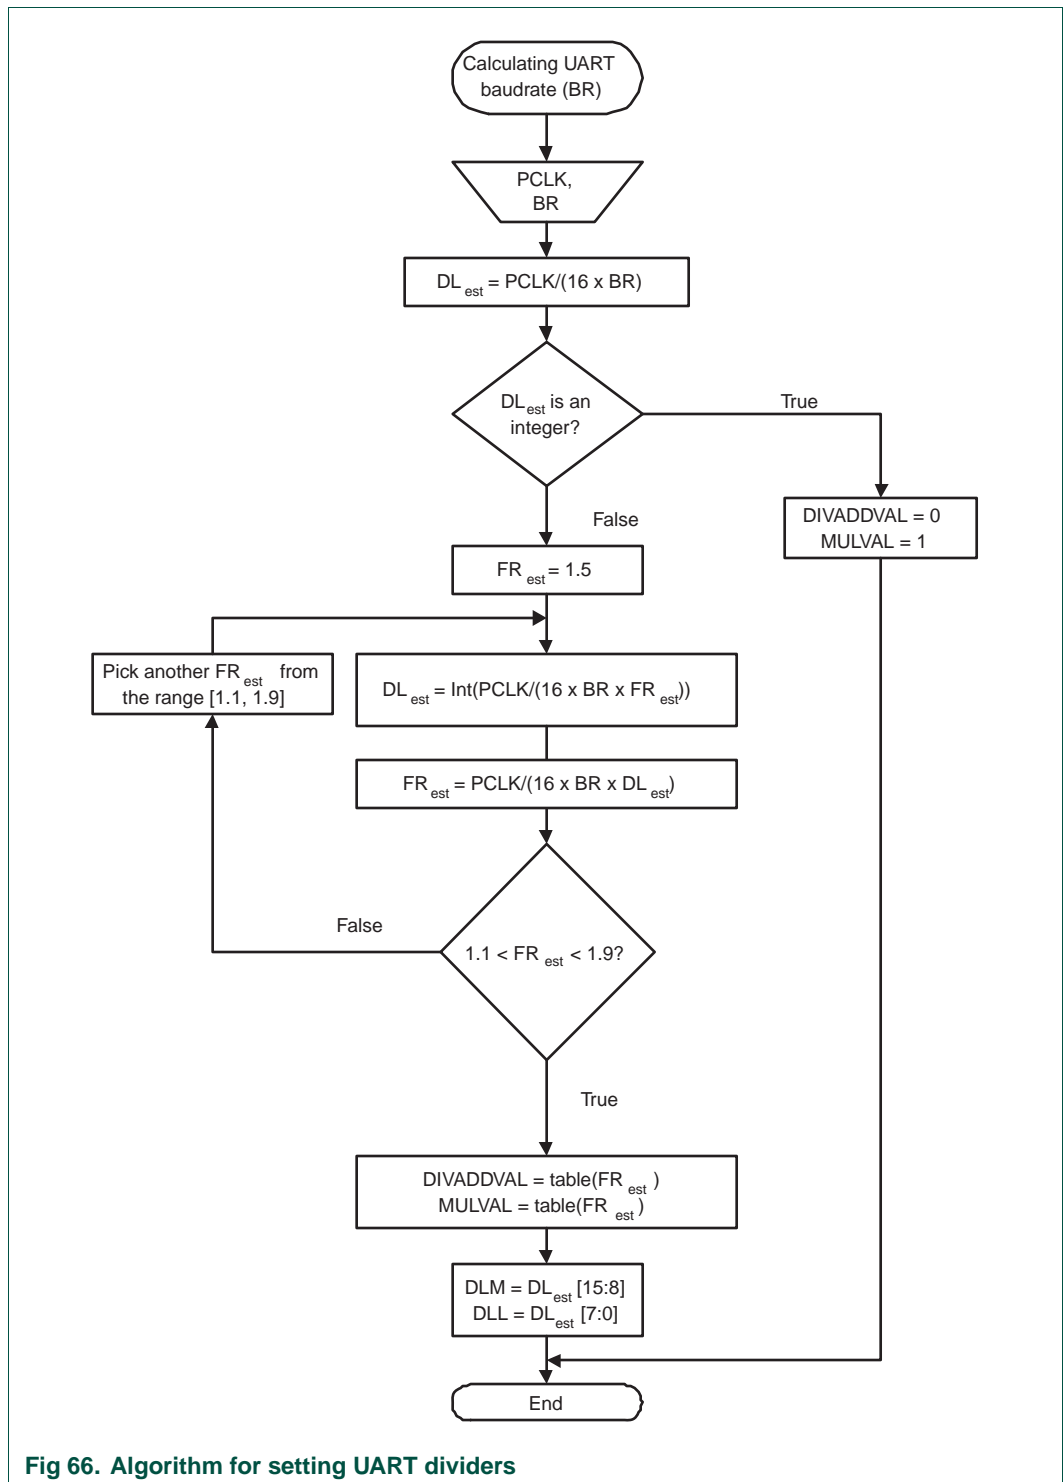 Calculating UART
baudrate (BR)
PCLK,
BR
DL est = PCLK/(16 x BR)
DL est is an
integer?
True
False
DIVADDVAL = 0
MULVAL = 1
FR est = 1.5
Pick another FR est from
the range [1.1, 1.9]
DL est = Int(PCLK/(16 x BR x FR est))
FR est = PCLK/(16 x BR x DL est)
False
1.1 < FR est < 1.9?
True
DIVADDVAL = table(FR est )
MULVAL = table(FR est )
DLM = DL est [15:8]
DLL = DL est [7:0]
End
Fig 66. Algorithm for setting UART dividers